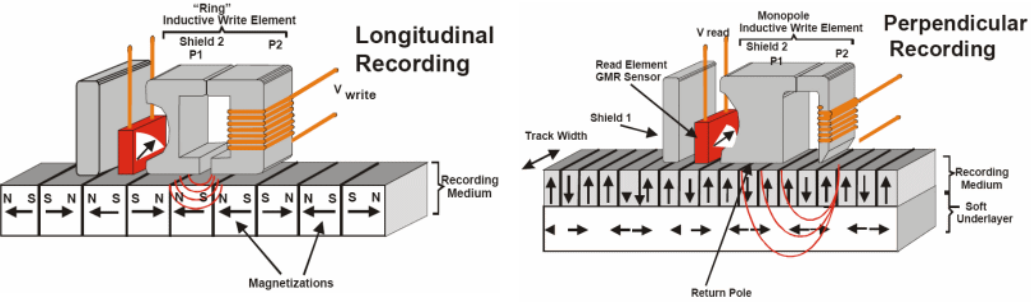 "Ring"
Inductive Write Element
Shield 2
P1
P2
Longitudinal
Recording
V write
Recording
Medium
N S S N N S S N N S N S S N N S S N
Magnetizations
Monopole
Inductive Write Element
V read
Shield 2
P1
P2
Perpendicular
Recording
Read Element
GMR Sensor
Shield 1
Track Width
Recording
Medium
Soft
Underlayer
Return Pole